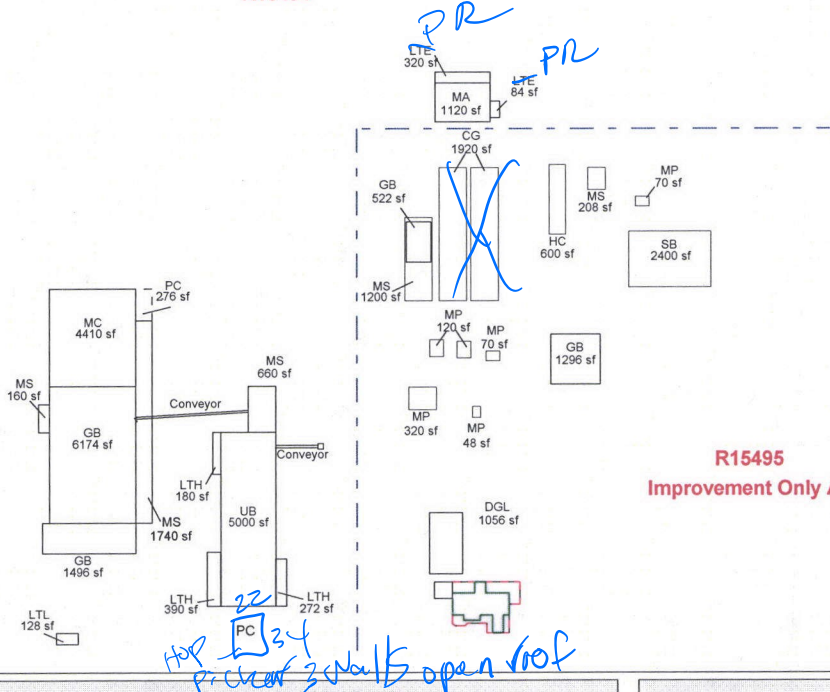 PR
LTE
320 sf
PR
LTE
84 sf
MA
1120 sf
CG
1920 sf
GB
522 sf
MS
1200 sf
HC
600 sf
MS
208 sf
MP
70 sf
SB
2400 sf
PC
276 sf
MC
4410 sf
MS
160 sf
GB
6174 sf
Conveyor
MS
660 sf
Conveyor
LTH
180 sf
UB
5000 sf
MS
1740 sf
GB
1496 sf
LTH
390 sf
LTH
272 sf
LTL
128 sf
MP
120 sf
MP
70 sf
GB
1296 sf
MP
320 sf
MP
48 sf
R15495
Improvement Only A
DGL
1056 sf
22
PC
34
Hop
Picker 3 walls open roof